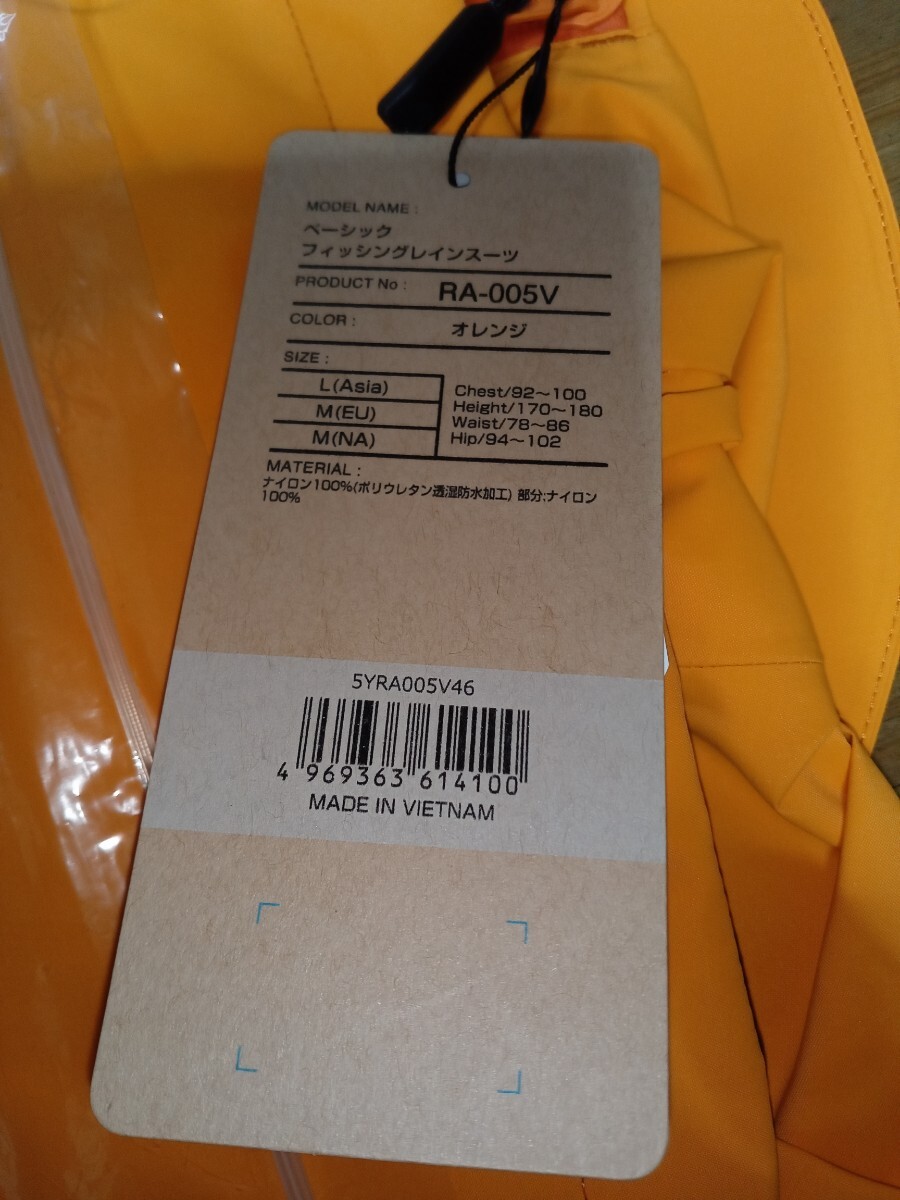 MODEL NAME :
ベーシック
フィッシングレインスーツ
PRODUCT No : RA-005V
COLOR : オレンジ
SIZE :
L(Asia)
M(EU)
M(NA)
Chest/92〜100
Height/170〜180
Waist/78〜86
Hip/94〜102
MATERIAL :
ナイロン100%(ポリウレタン透湿防水加工) 部分:ナイロン
100%
5YRA005V46
4 969363 614100
MADE IN VIETNAM